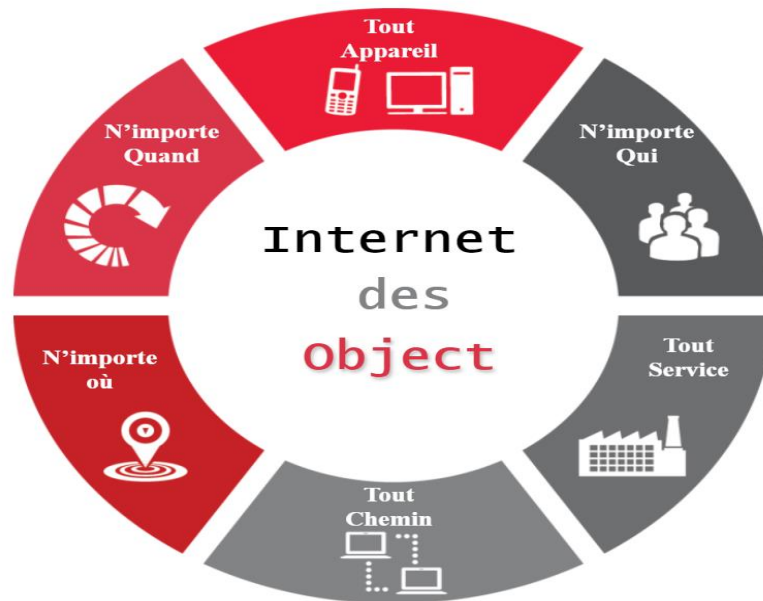 Tout
Appareil
N'importe
Qui
Tout
Service
Tout
Chemin
N'importe
où
N'importe
Quand
Internet
des
Object